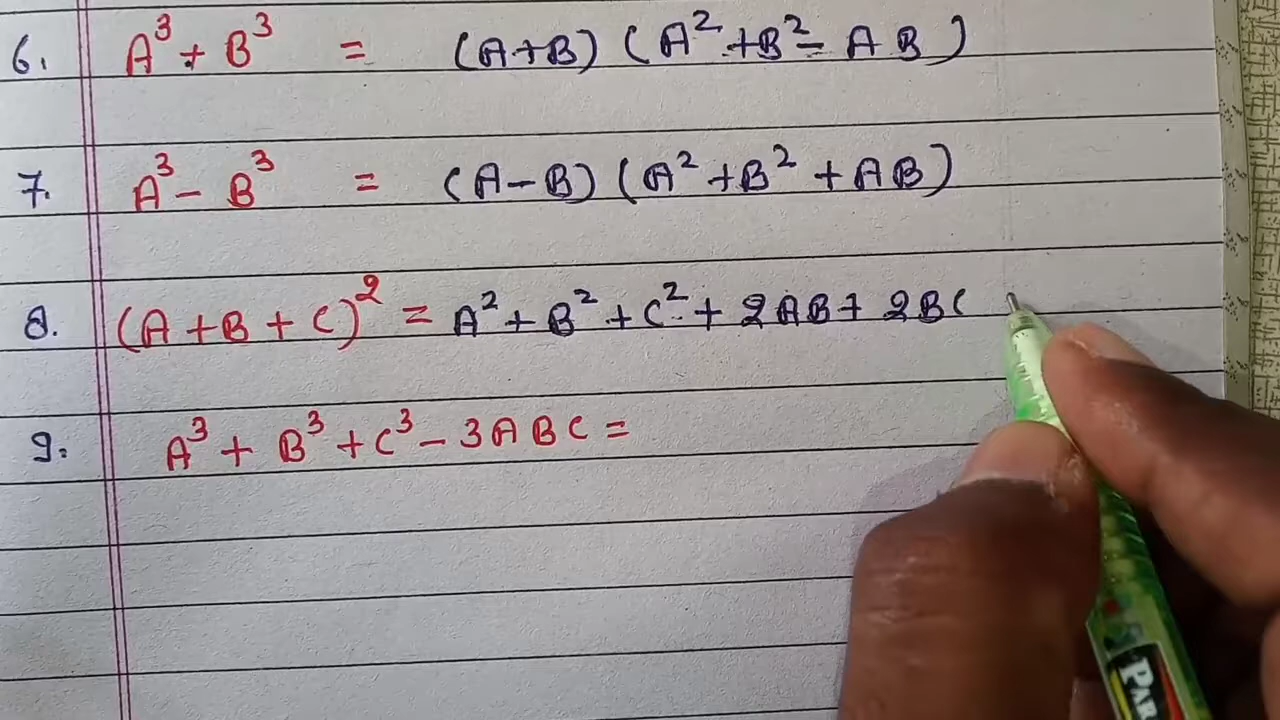 6. A³ + B³ = (A+B) (A² + B² - AB)
7. A³ - B³ = (A-B) (A² + B² + AB)
8. (A + B + C)² = A² + B² + C² + 2AB + 2BC
9. A³ + B³ + C³ - 3ABC =
PAR